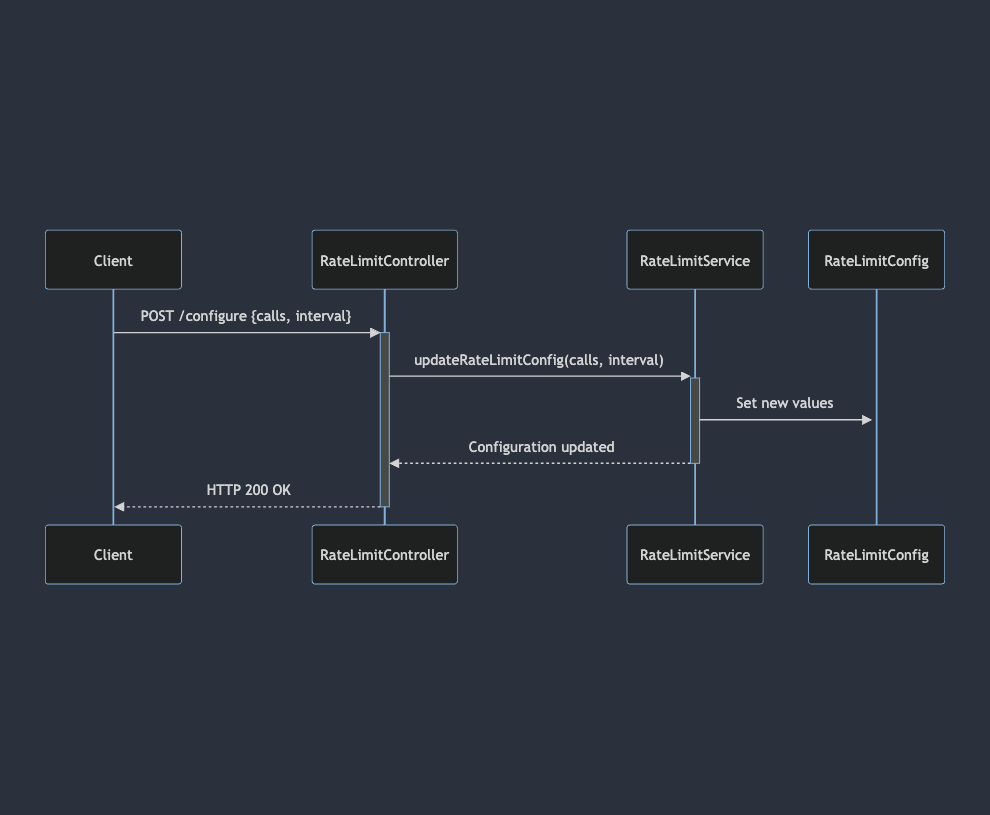 Client
RateLimitController
RateLimitService
RateLimitConfig
POST /configure {calls, interval}
updateRateLimitConfig(calls, interval)
Set new values
Configuration updated
HTTP 200 OK
Client
RateLimitController
RateLimitService
RateLimitConfig